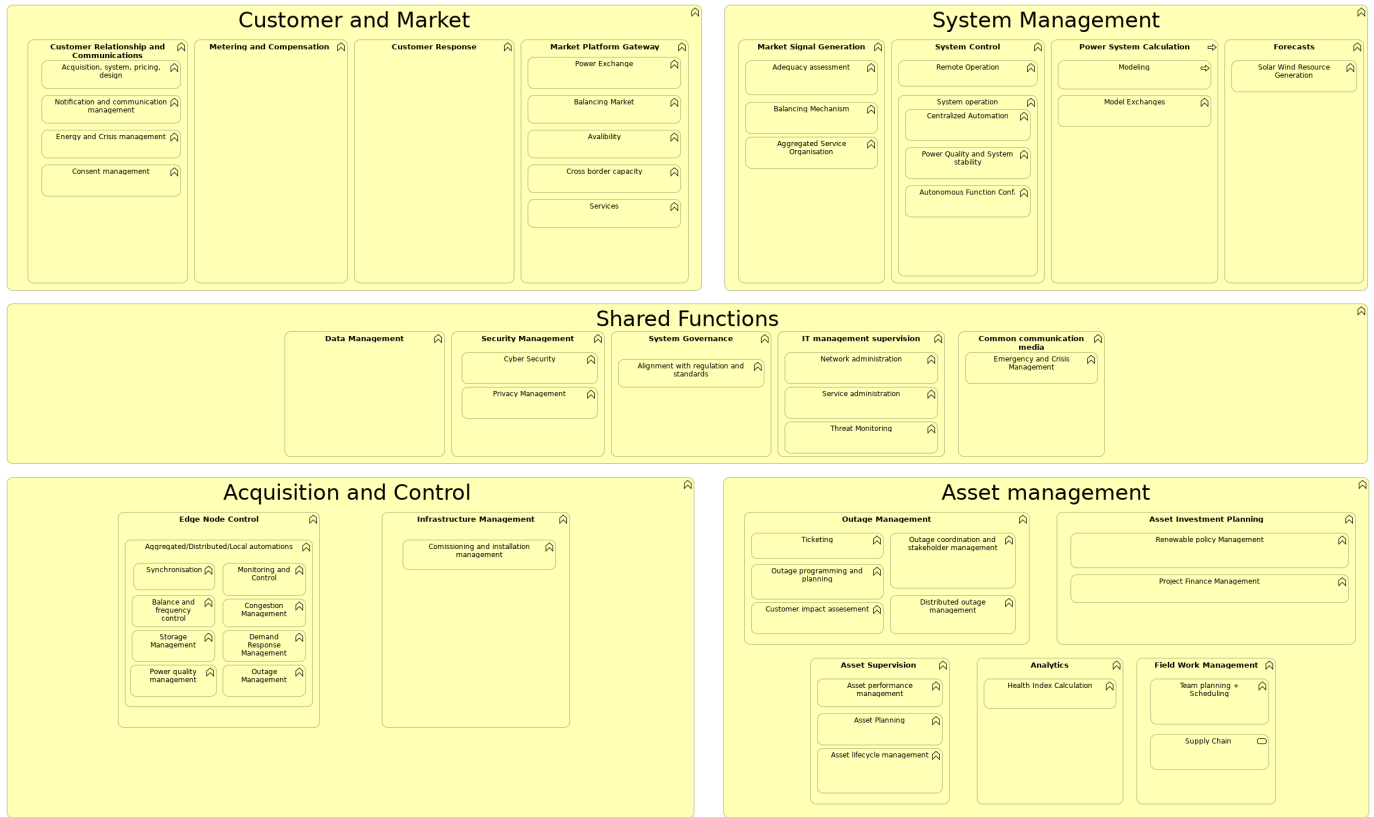 Customer and Market
Customer Relationship and
Communications
Acquisition, system, pricing,
design
Notification and communication
management
Energy and Crisis management
Consent management
Metering and Compensation
Customer Response
Market Platform Gateway
Power Exchange
Balancing Market
Avalibility
Cross border capacity
Services
System Management
Market Signal Generation
Adequacy assessment
Balancing Mechanism
Aggregated Service
Organisation
System Control
Remote Operation
System operation
Centralized Automation
Power Quality and System
stability
Autonomous Function Conf.
Power System Calculation
Modeling
Model Exchanges
Forecasts
Solar Wind Resource
Generation
Shared Functions
Data Management
Security Management
Cyber Security
Privacy Management
System Governance
Alignment with regulation and
standards
IT management supervision
Network administration
Service administration
Threat Monitoring
Common communication
media
Emergency and Crisis
Management
Acquisition and Control
Edge Node Control
Aggregated/Distributed/Local automations
Synchronisation
Monitoring and
Control
Balance and
frequency
control
Congestion
Management
Storage
Management
Demand
Response
Management
Power quality
management
Outage
Management
Infrastructure Management
Comissioning and installation
management
Asset management
Outage Management
Ticketing
Outage coordination and
stakeholder management
Outage programming and
planning
Customer impact assesement
Distributed outage
management
Asset Investment Planning
Renewable policy Management
Project Finance Management
Asset Supervision
Asset performance
management
Asset Planning
Asset lifecycle management
Analytics
Health Index Calculation
Field Work Management
Team planning +
Scheduling
Supply Chain